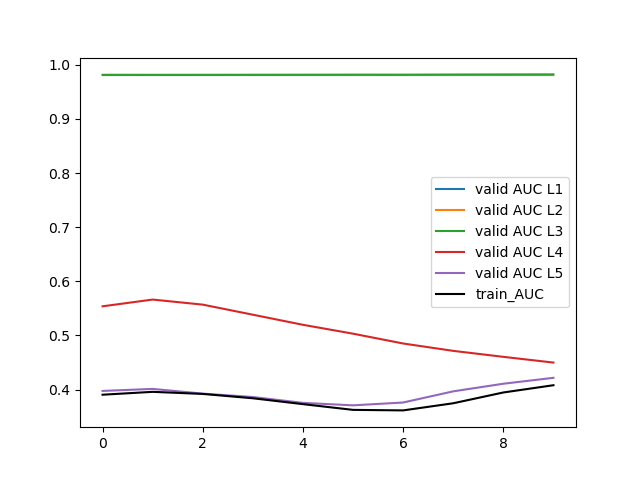 1.0
0.9
0.8
0.7
0.6
0.5
0.4
valid AUC L1
valid AUC L2
valid AUC L3
valid AUC L4
valid AUC L5
train_AUC
0 2 4 6 8